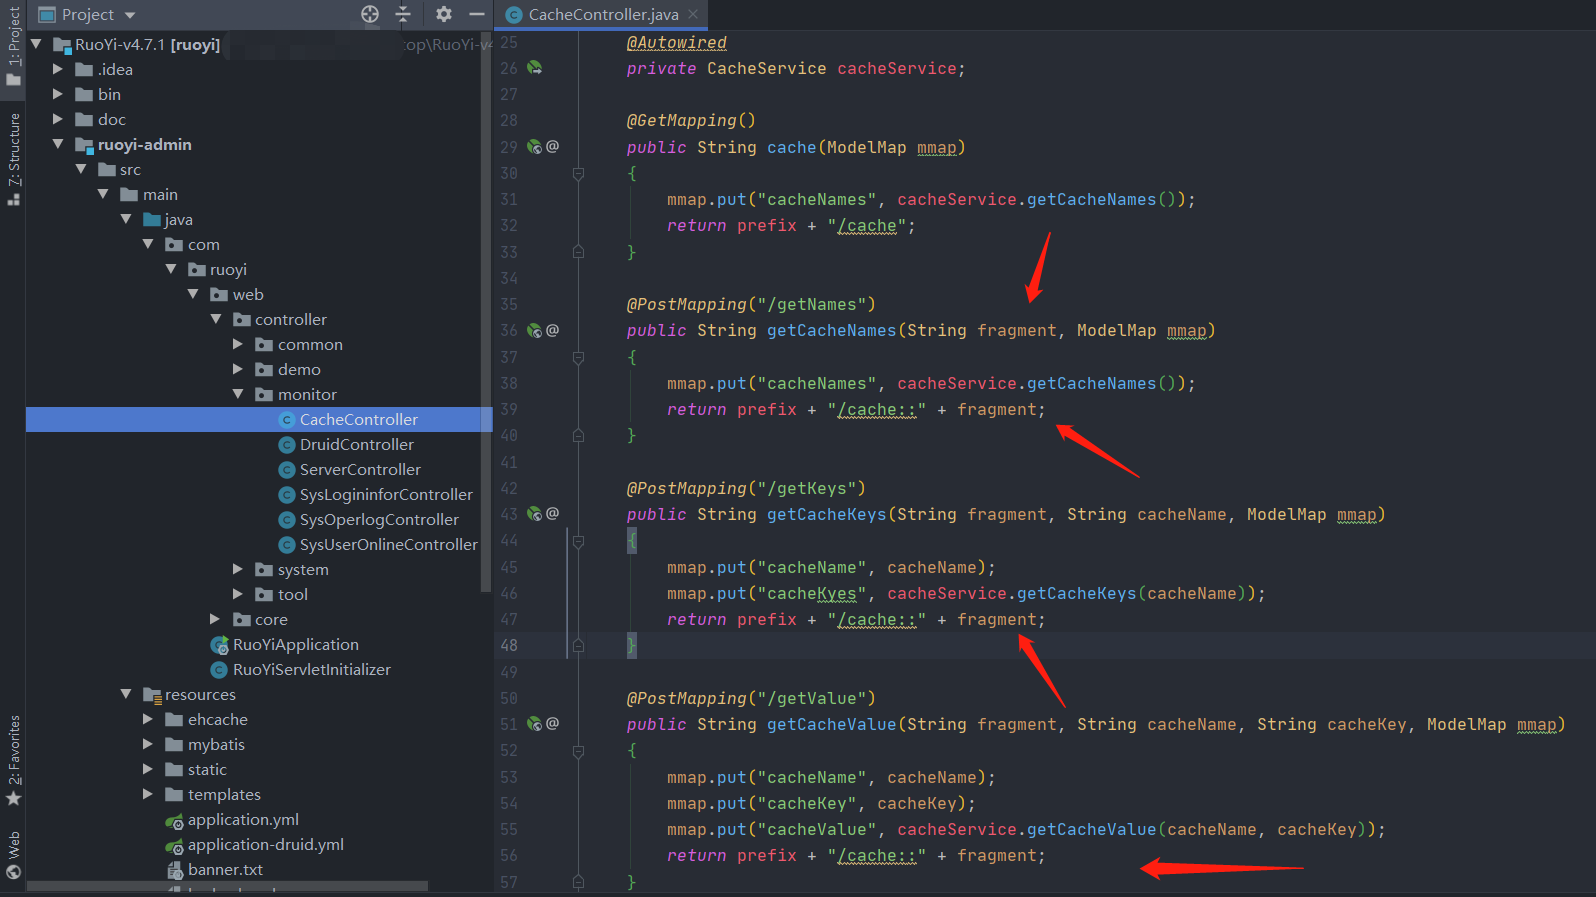 Project
CacheController.java
1: Project
7: Structure
2: Favorites
Web
RuoYi-v4.7.1 [ruoyi]
top\RuoYi-v4
.idea
bin
doc
ruoyi-admin
src
main
java
com
ruoyi
web
controller
common
demo
monitor
CacheController
DruidController
ServerController
SysLogininforController
SysOperlogController
SysUserOnlineController
system
tool
core
RuoYiApplication
RuoYiServletInitializer
resources
ehcache
mybatis
static
templates
application.yml
application-druid.yml
banner.txt
25 @Autowired
26 private CacheService cacheService;
27
28 @GetMapping()
29 @ public String cache(ModelMap mmap)
30 {
31 mmap.put("cacheNames", cacheService.getCacheNames());
32 return prefix + "/cache";
33 }
34
35 @PostMapping("/getNames")
36 @ public String getCacheNames(String fragment, ModelMap mmap)
37 {
38 mmap.put("cacheNames", cacheService.getCacheNames());
39 return prefix + "/cache::" + fragment;
40 }
41
42 @PostMapping("/getKeys")
43 @ public String getCacheKeys(String fragment, String cacheName, ModelMap mmap)
44 {
45 mmap.put("cacheName", cacheName);
46 mmap.put("cacheKyes", cacheService.getCacheKeys(cacheName));
47 return prefix + "/cache::" + fragment;
48 }
49
50 @PostMapping("/getValue")
51 @ public String getCacheValue(String fragment, String cacheName, String cacheKey, ModelMap mmap)
52 {
53 mmap.put("cacheName", cacheName);
54 mmap.put("cacheKey", cacheKey);
55 mmap.put("cacheValue", cacheService.getCacheValue(cacheName, cacheKey));
56 return prefix + "/cache::" + fragment;
57 }